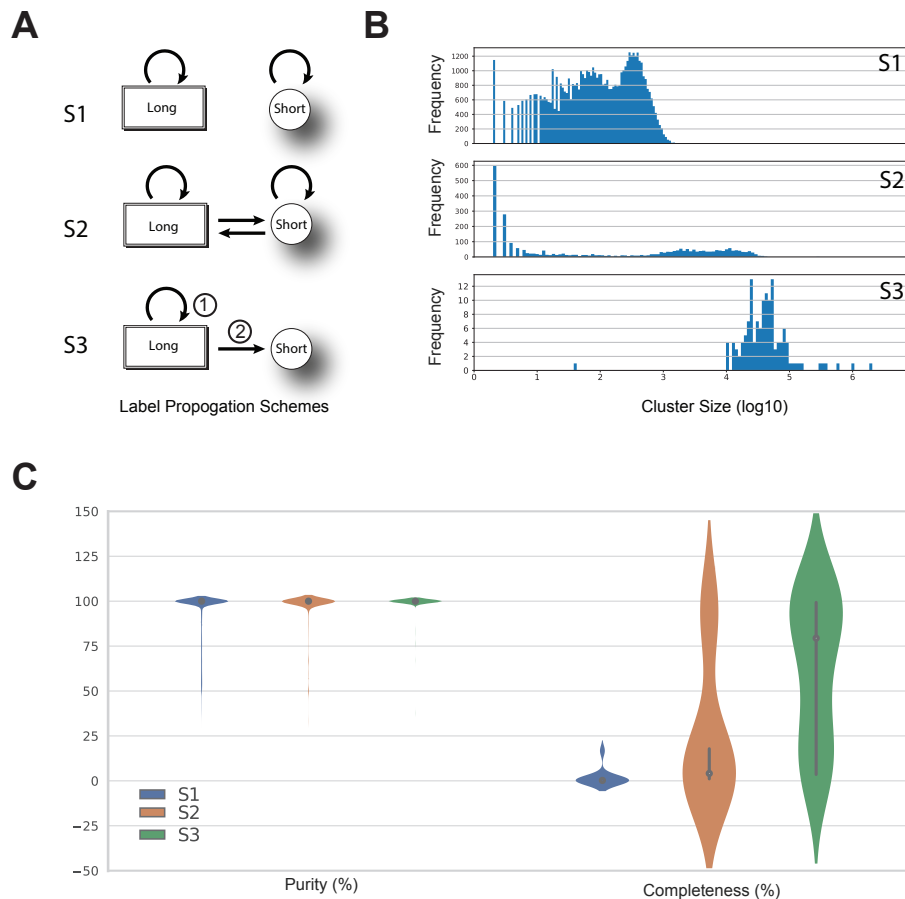 A
S1
Long
Short
S2
Long
Short
S3
1
2
Long
Short
Label Propogation Schemes
B
Frequency
1200
1000
800
600
400
200
0
S1
Frequency
600
500
400
300
200
100
0
S2
Frequency
12
10
8
6
4
2
0
S3
0 1 2 3 4 5 6
Cluster Size (log10)
C
150
125
100
75
50
25
0
−25
−50
S1
S2
S3
Purity (%)
Completeness (%)